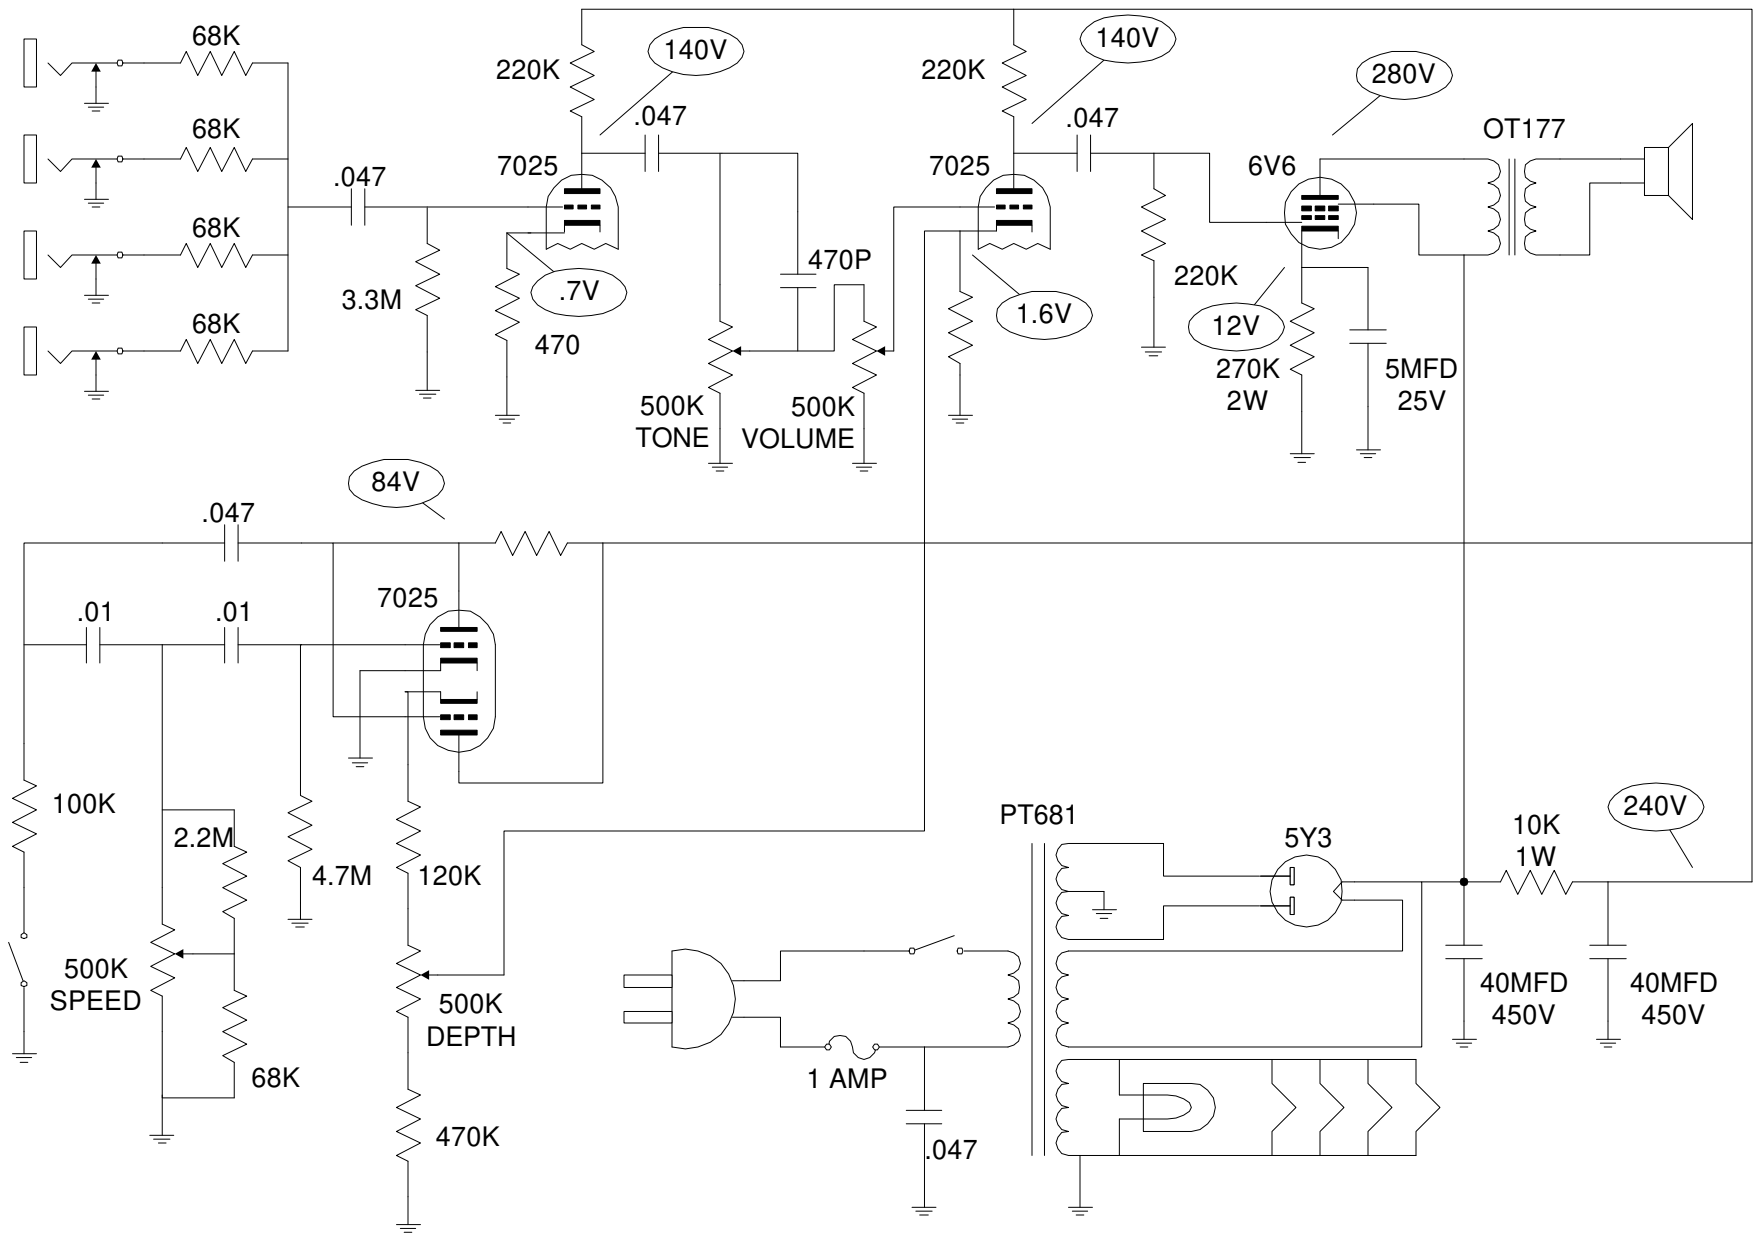 68K
68K
68K
68K
.047
3.3M
220K
140V
.047
7025
.7V
470
470P
500K
TONE
500K
VOLUME
220K
140V
.047
7025
1.6V
220K
280V
6V6
12V
270K
2W
5MFD
25V
OT177
84V
.047
.01
.01
7025
100K
2.2M
4.7M
120K
500K
SPEED
68K
500K
DEPTH
470K
PT681
5Y3
10K
1W
240V
40MFD
450V
40MFD
450V
1 AMP
.047